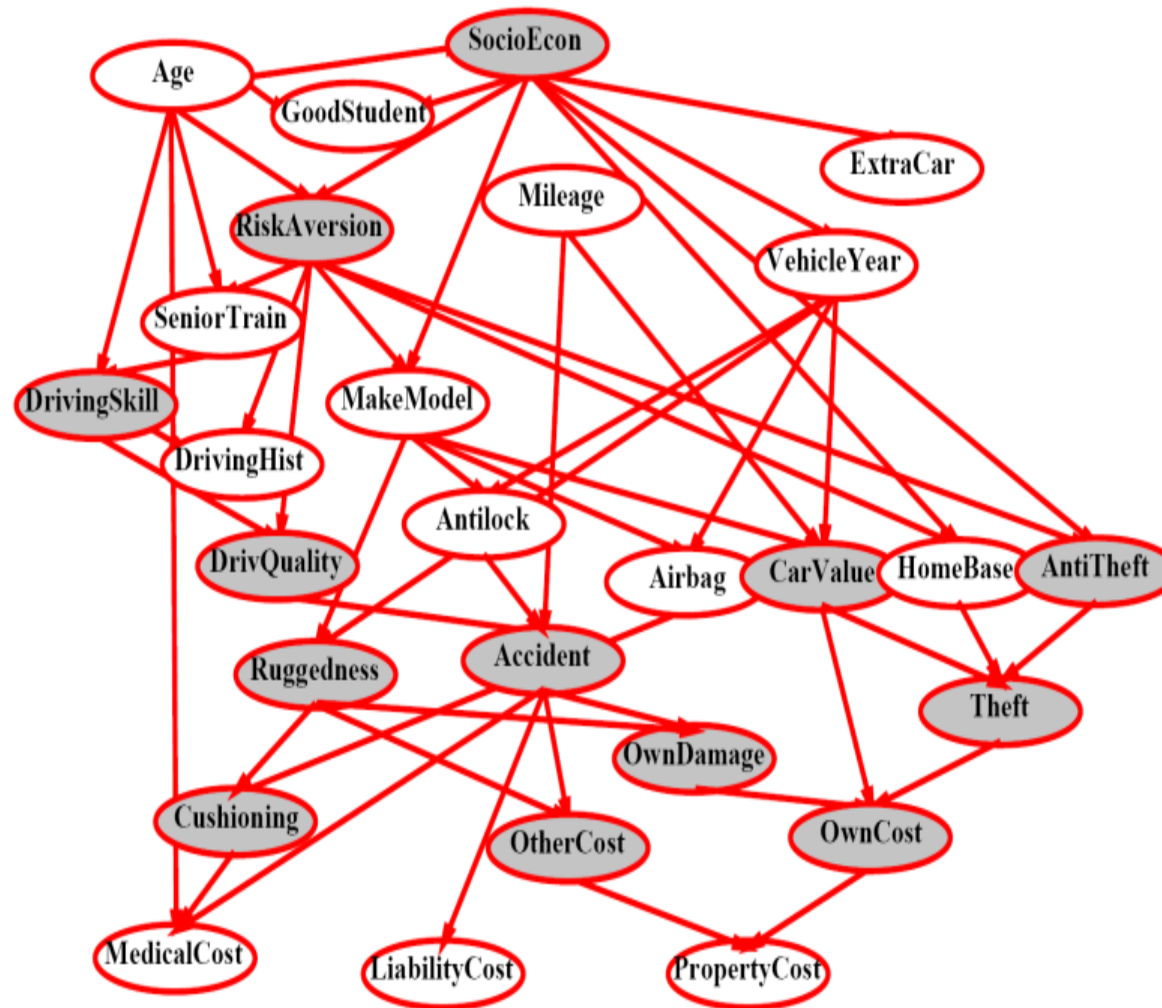 SocioEcon
Age
GoodStudent
ExtraCar
Mileage
RiskAversion
VehicleYear
SeniorTrain
DrivingSkill
MakeModel
DrivingHist
Antilock
DrivQuality
Airbag
CarValue
HomeBase
AntiTheft
Ruggedness
Accident
Theft
OwnDamage
Cushioning
OtherCost
OwnCost
MedicalCost
LiabilityCost
PropertyCost